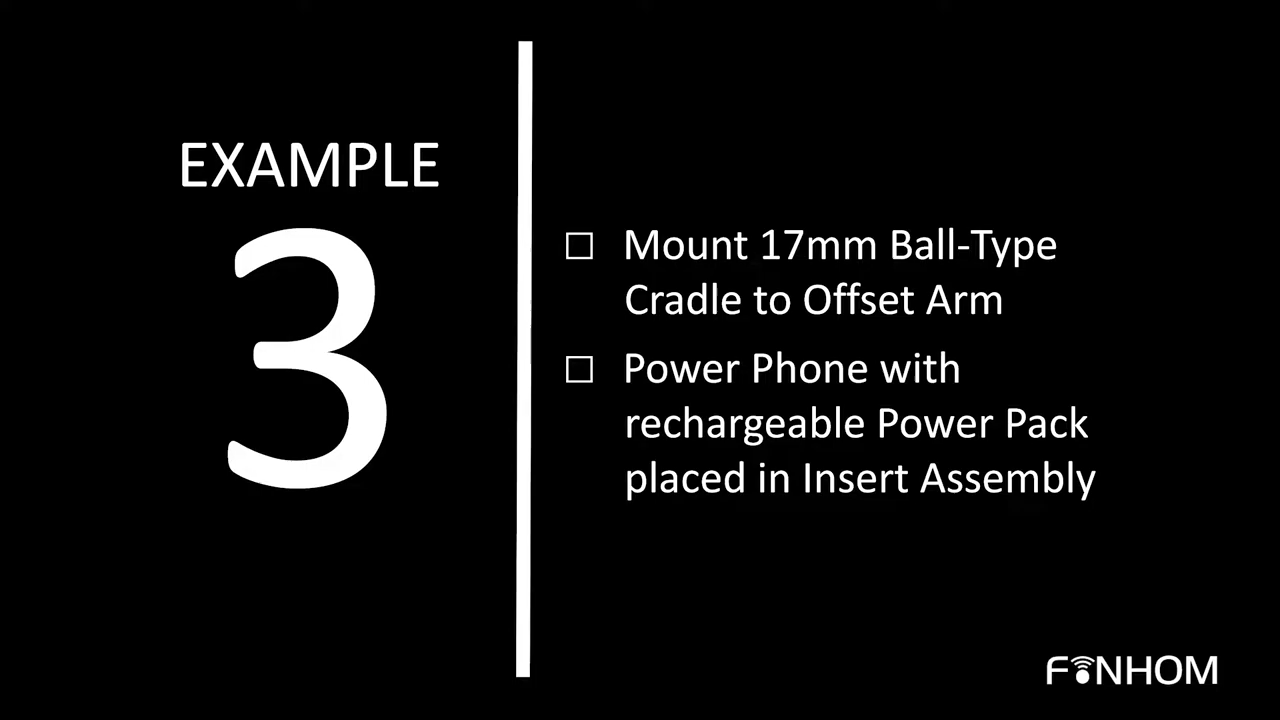 EXAMPLE
3
☐ Mount 17mm Ball-Type
Cradle to Offset Arm
☐ Power Phone with
rechargeable Power Pack
placed in Insert Assembly
FONHOM